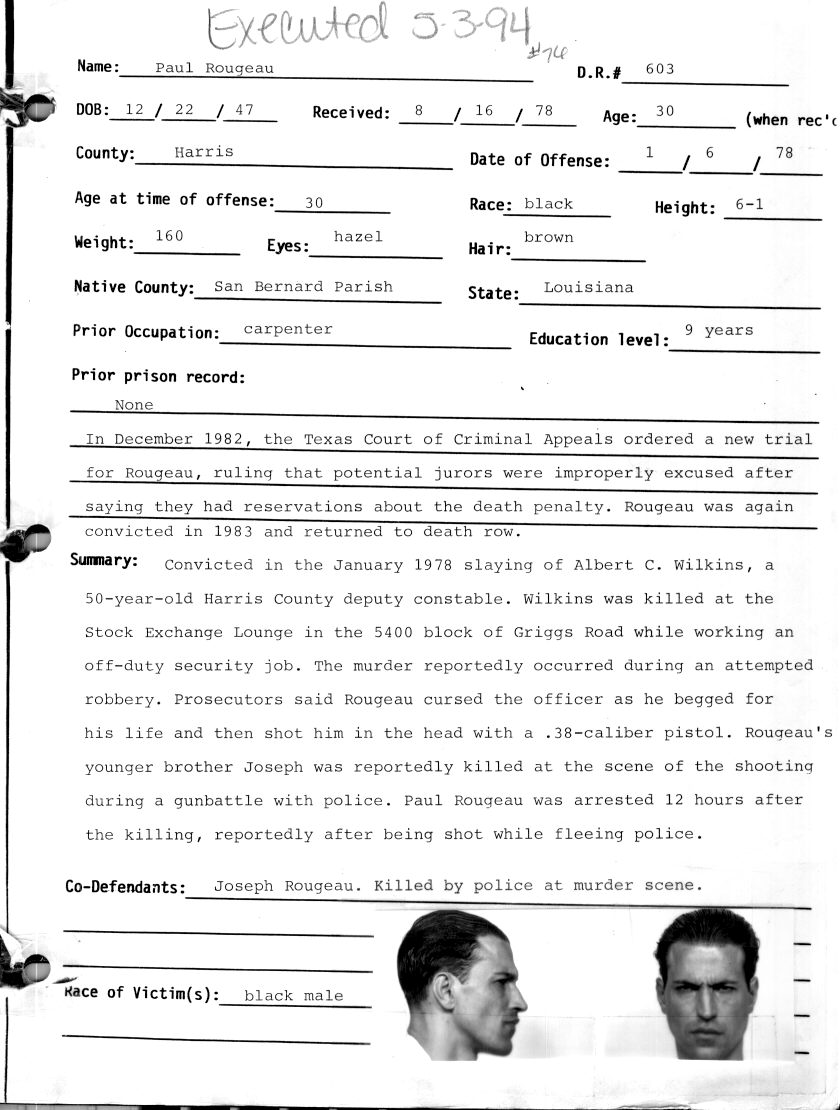 Executed 5-3-94
#76
Name: Paul Rougeau D.R.# 603
DOB: 12 / 22 / 47 Received: 8 / 16 / 78 Age: 30 (when rec'd
County: Harris Date of Offense: 1 / 6 / 78
Age at time of offense: 30 Race: black Height: 6-1
Weight: 160 Eyes: hazel Hair: brown
Native County: San Bernard Parish State: Louisiana
Prior Occupation: carpenter Education level: 9 years
Prior prison record:
None
In December 1982, the Texas Court of Criminal Appeals ordered a new trial
for Rougeau, ruling that potential jurors were improperly excused after
saying they had reservations about the death penalty. Rougeau was again
convicted in 1983 and returned to death row.
Summary: Convicted in the January 1978 slaying of Albert C. Wilkins, a
50-year-old Harris County deputy constable. Wilkins was killed at the
Stock Exchange Lounge in the 5400 block of Griggs Road while working an
off-duty security job. The murder reportedly occurred during an attempted
robbery. Prosecutors said Rougeau cursed the officer as he begged for
his life and then shot him in the head with a .38-caliber pistol. Rougeau's
younger brother Joseph was reportedly killed at the scene of the shooting
during a gunbattle with police. Paul Rougeau was arrested 12 hours after
the killing, reportedly after being shot while fleeing police.
Co-Defendants: Joseph Rougeau. Killed by police at murder scene.
Race of Victim(s): black male